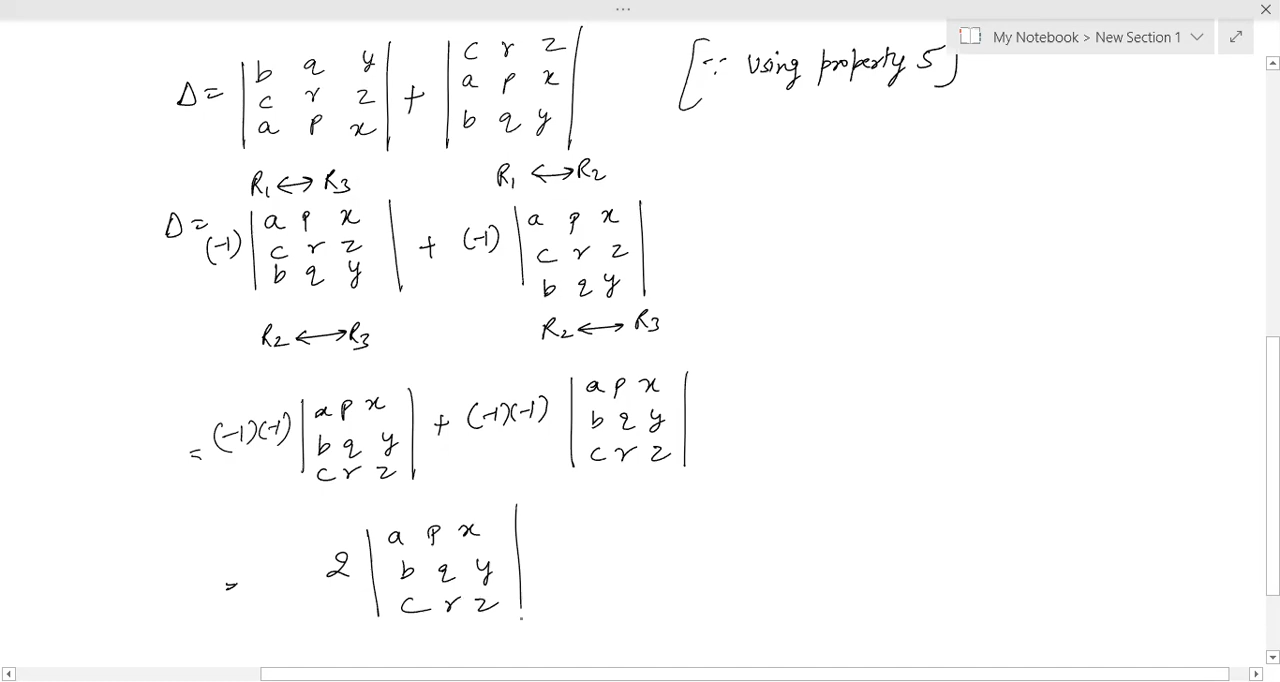 My Notebook > New Section 1
Δ = | b q y | + | c r z | [∵ using property 5]
| c r z | | a p x |
| a p x | | b q y |
R₁ ↔ R₃ R₁ ↔ R₂
Δ = (-1) | a p x | + (-1) | a p x |
| c r z | | c r z |
| b q y | | b q y |
R₂ ↔ R₃ R₂ ↔ R₃
= (-1)(-1) | a p x | + (-1)(-1) | a p x |
| b q y | | b q y |
| c r z | | c r z |
= 2 | a p x |
| b q y |
| c r z |